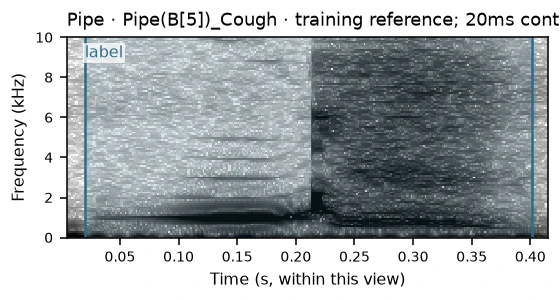 Pipe · Pipe(B[5])_Cough · training reference; 20ms cont
label
10
8
6
4
2
0
Frequency (kHz)
0.05 0.10 0.15 0.20 0.25 0.30 0.35 0.40
Time (s, within this view)